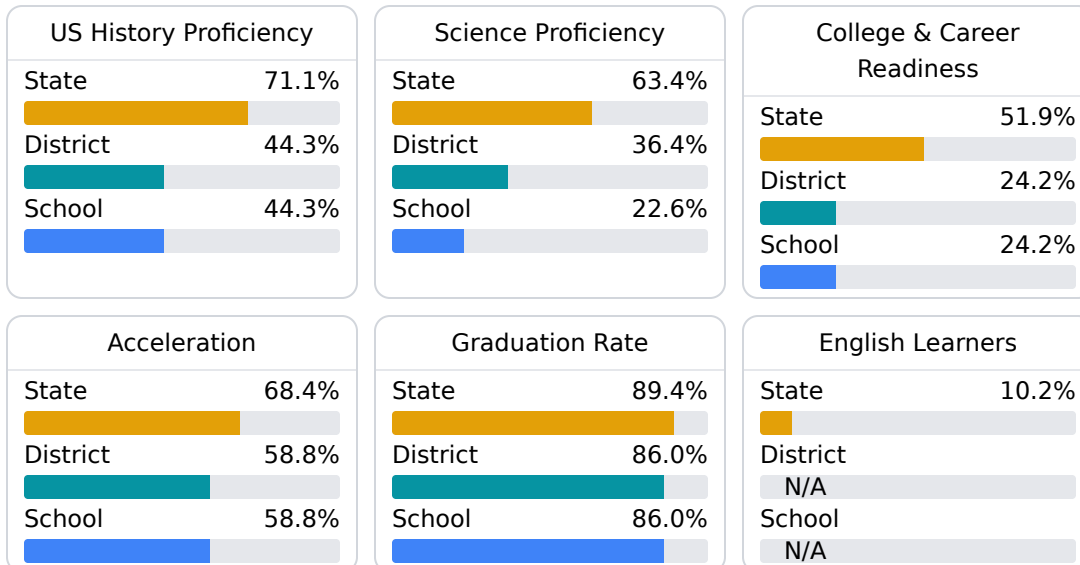 US History Proficiency
State 71.1%
District 44.3%
School 44.3%
Science Proficiency
State 63.4%
District 36.4%
School 22.6%
College & Career
Readiness
State 51.9%
District 24.2%
School 24.2%
Acceleration
State 68.4%
District 58.8%
School 58.8%
Graduation Rate
State 89.4%
District 86.0%
School 86.0%
English Learners
State 10.2%
District
N/A
School
N/A